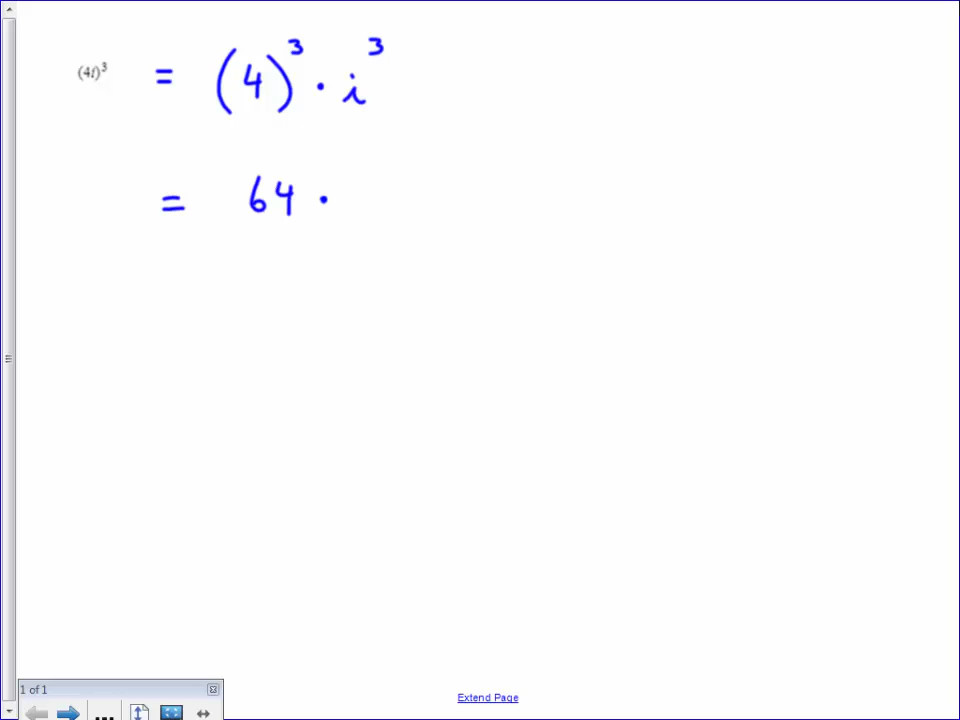 (4i)³ = (4)³ · i³
= 64 ·
1 of 1
Extend Page